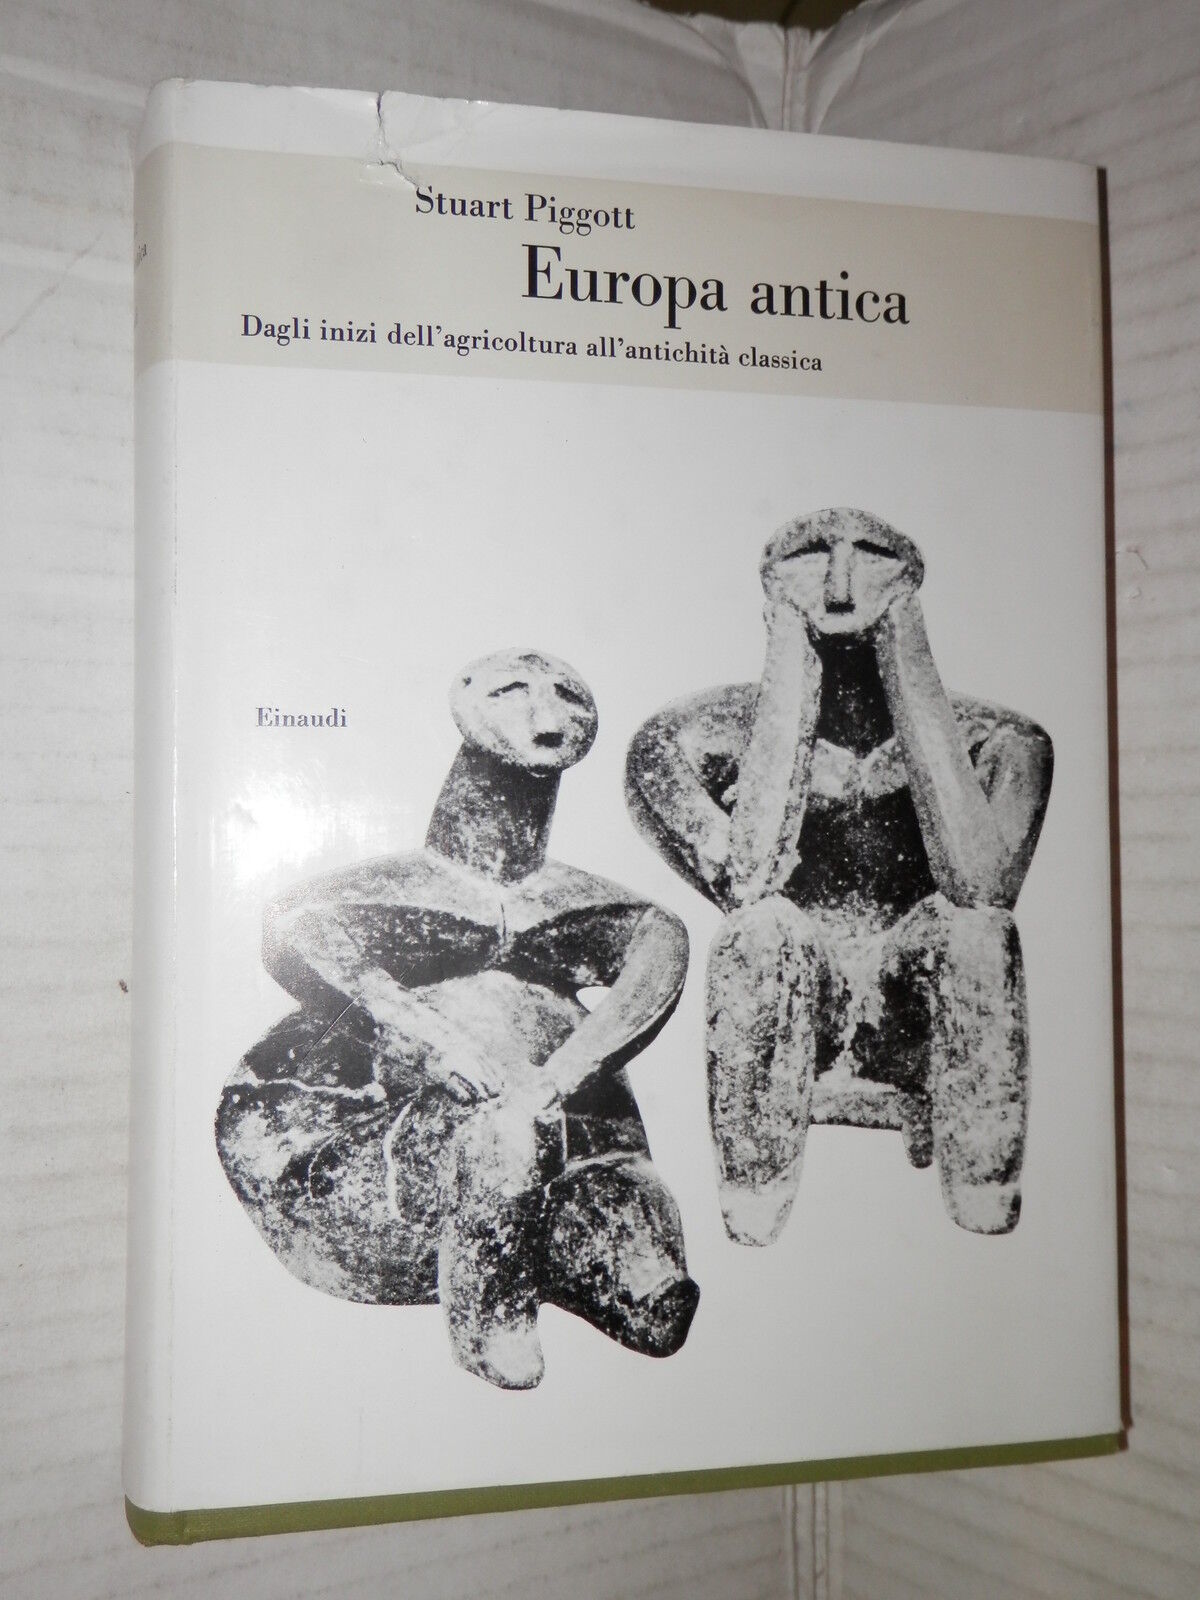 Stuart Piggott
Europa antica
Dagli inizi dell'agricoltura all'antichità classica
Einaudi